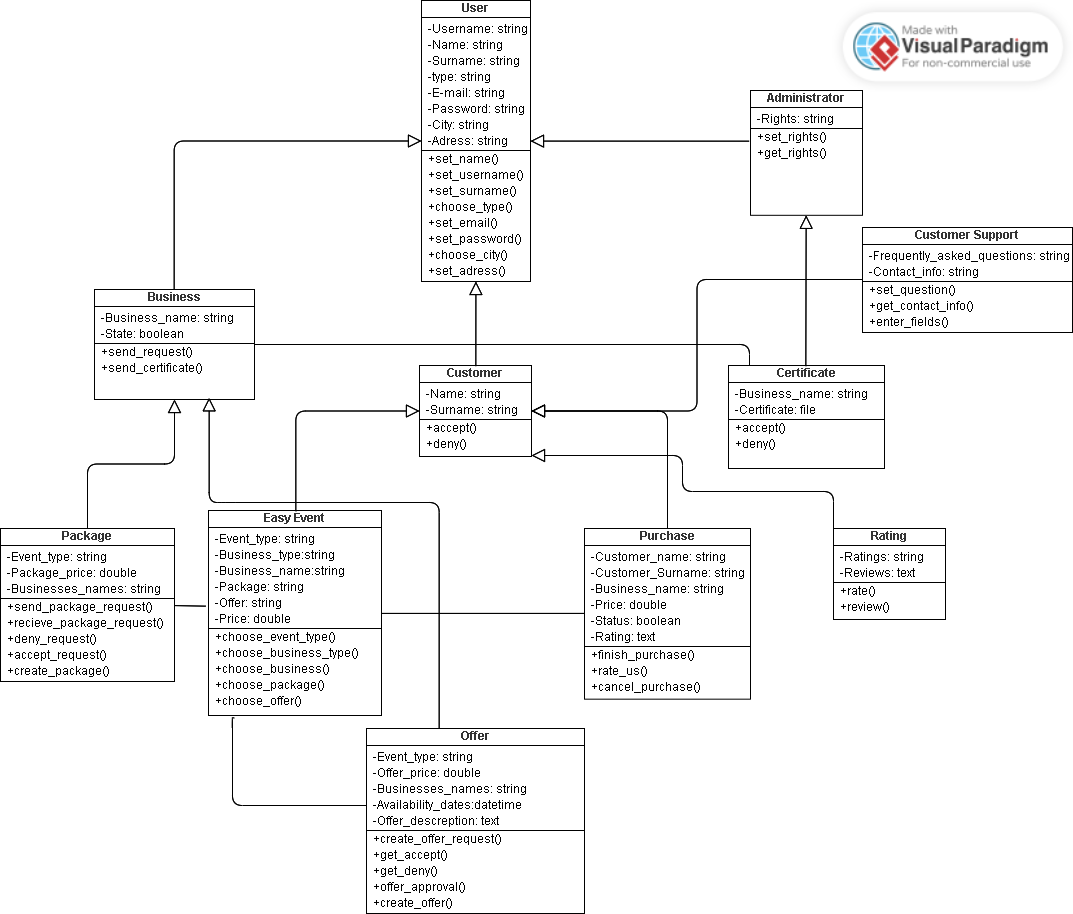 User
-Username: string
-Name: string
-Surname: string
-type: string
-E-mail: string
-Password: string
-City: string
-Adress: string
+set_name()
+set_username()
+set_surname()
+choose_type()
+set_email()
+set_password()
+choose_city()
+set_adress()
Made with
Visual Paradigm
For non-commercial use
Administrator
-Rights: string
+set_rights()
+get_rights()
Customer Support
-Frequently_asked_questions: string
-Contact_info: string
+set_question()
+get_contact_info()
+enter_fields()
Business
-Business_name: string
-State: boolean
+send_request()
+send_certificate()
Customer
-Name: string
-Surname: string
+accept()
+deny()
Certificate
-Business_name: string
-Certificate: file
+accept()
+deny()
Package
-Event_type: string
-Package_price: double
-Businesses_names: string
+send_package_request()
+recieve_package_request()
+deny_request()
+accept_request()
+create_package()
Easy Event
-Event_type: string
-Business_type:string
-Business_name:string
-Package: string
-Offer: string
-Price: double
+choose_event_type()
+choose_business_type()
+choose_business()
+choose_package()
+choose_offer()
Purchase
-Customer_name: string
-Customer_Surname: string
-Business_name: string
-Price: double
-Status: boolean
-Rating: text
+finish_purchase()
+rate_us()
+cancel_purchase()
Rating
-Ratings: string
-Reviews: text
+rate()
+review()
Offer
-Event_type: string
-Offer_price: double
-Businesses_names: string
-Availability_dates:datetime
-Offer_descreption: text
+create_offer_request()
+get_accept()
+get_deny()
+offer_approval()
+create_offer()